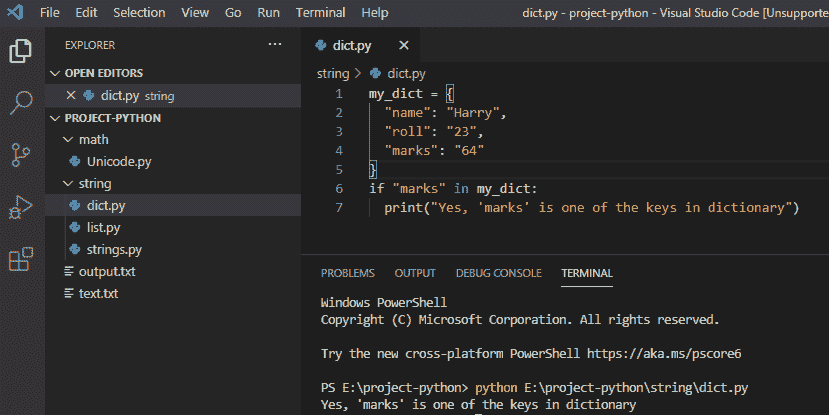 File Edit Selection View Go Run Terminal Help dict.py - project-python - Visual Studio Code [Unsupporte
EXPLORER ...
OPEN EDITORS
dict.py string
PROJECT-PYTHON
math
Unicode.py
string
dict.py
list.py
strings.py
output.txt
text.txt
dict.py
string > dict.py
1 my_dict = {
2 "name": "Harry",
3 "roll": "23",
4 "marks": "64"
5 }
6 if "marks" in my_dict:
7 print("Yes, 'marks' is one of the keys in dictionary")
PROBLEMS OUTPUT DEBUG CONSOLE TERMINAL
Windows PowerShell
Copyright (C) Microsoft Corporation. All rights reserved.
Try the new cross-platform PowerShell https://aka.ms/pscore6
PS E:\project-python> python E:\project-python\string\dict.py
Yes, 'marks' is one of the keys in dictionary